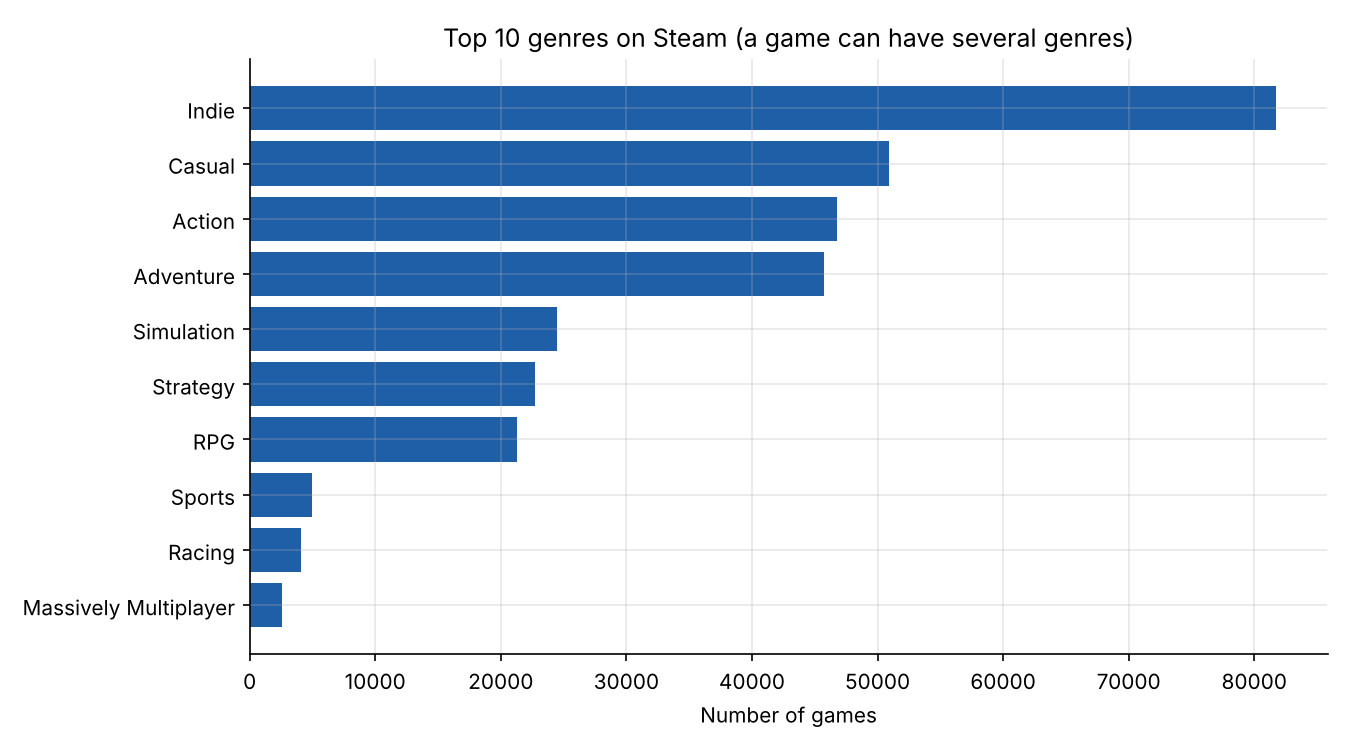 Top 10 genres on Steam (a game can have several genres)
Indie
Casual
Action
Adventure
Simulation
Strategy
RPG
Sports
Racing
Massively Multiplayer
0 10000 20000 30000 40000 50000 60000 70000 80000
Number of games